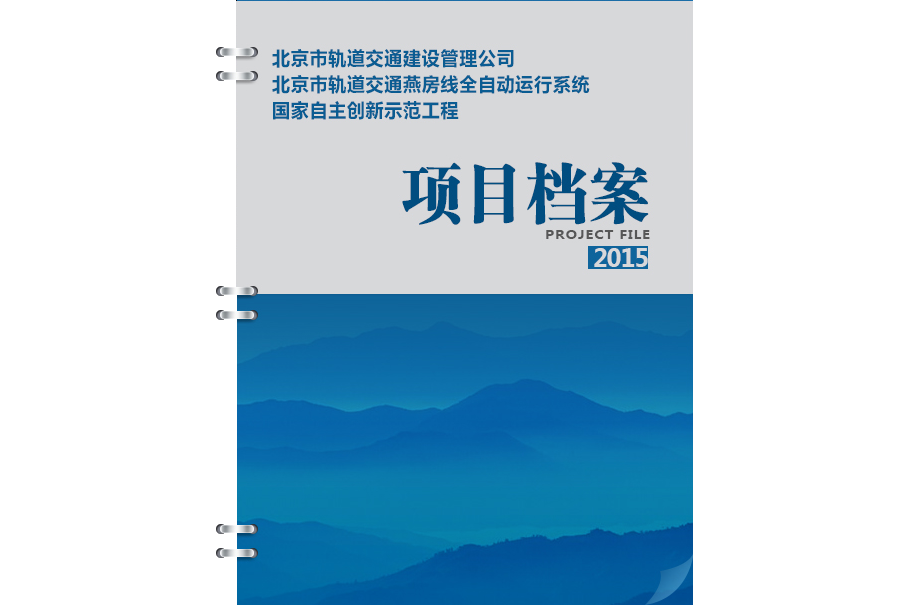 北京市轨道交通建设管理公司
北京市轨道交通燕房线全自动运行系统
国家自主创新示范工程
项目档案
PROJECT FILE
2015